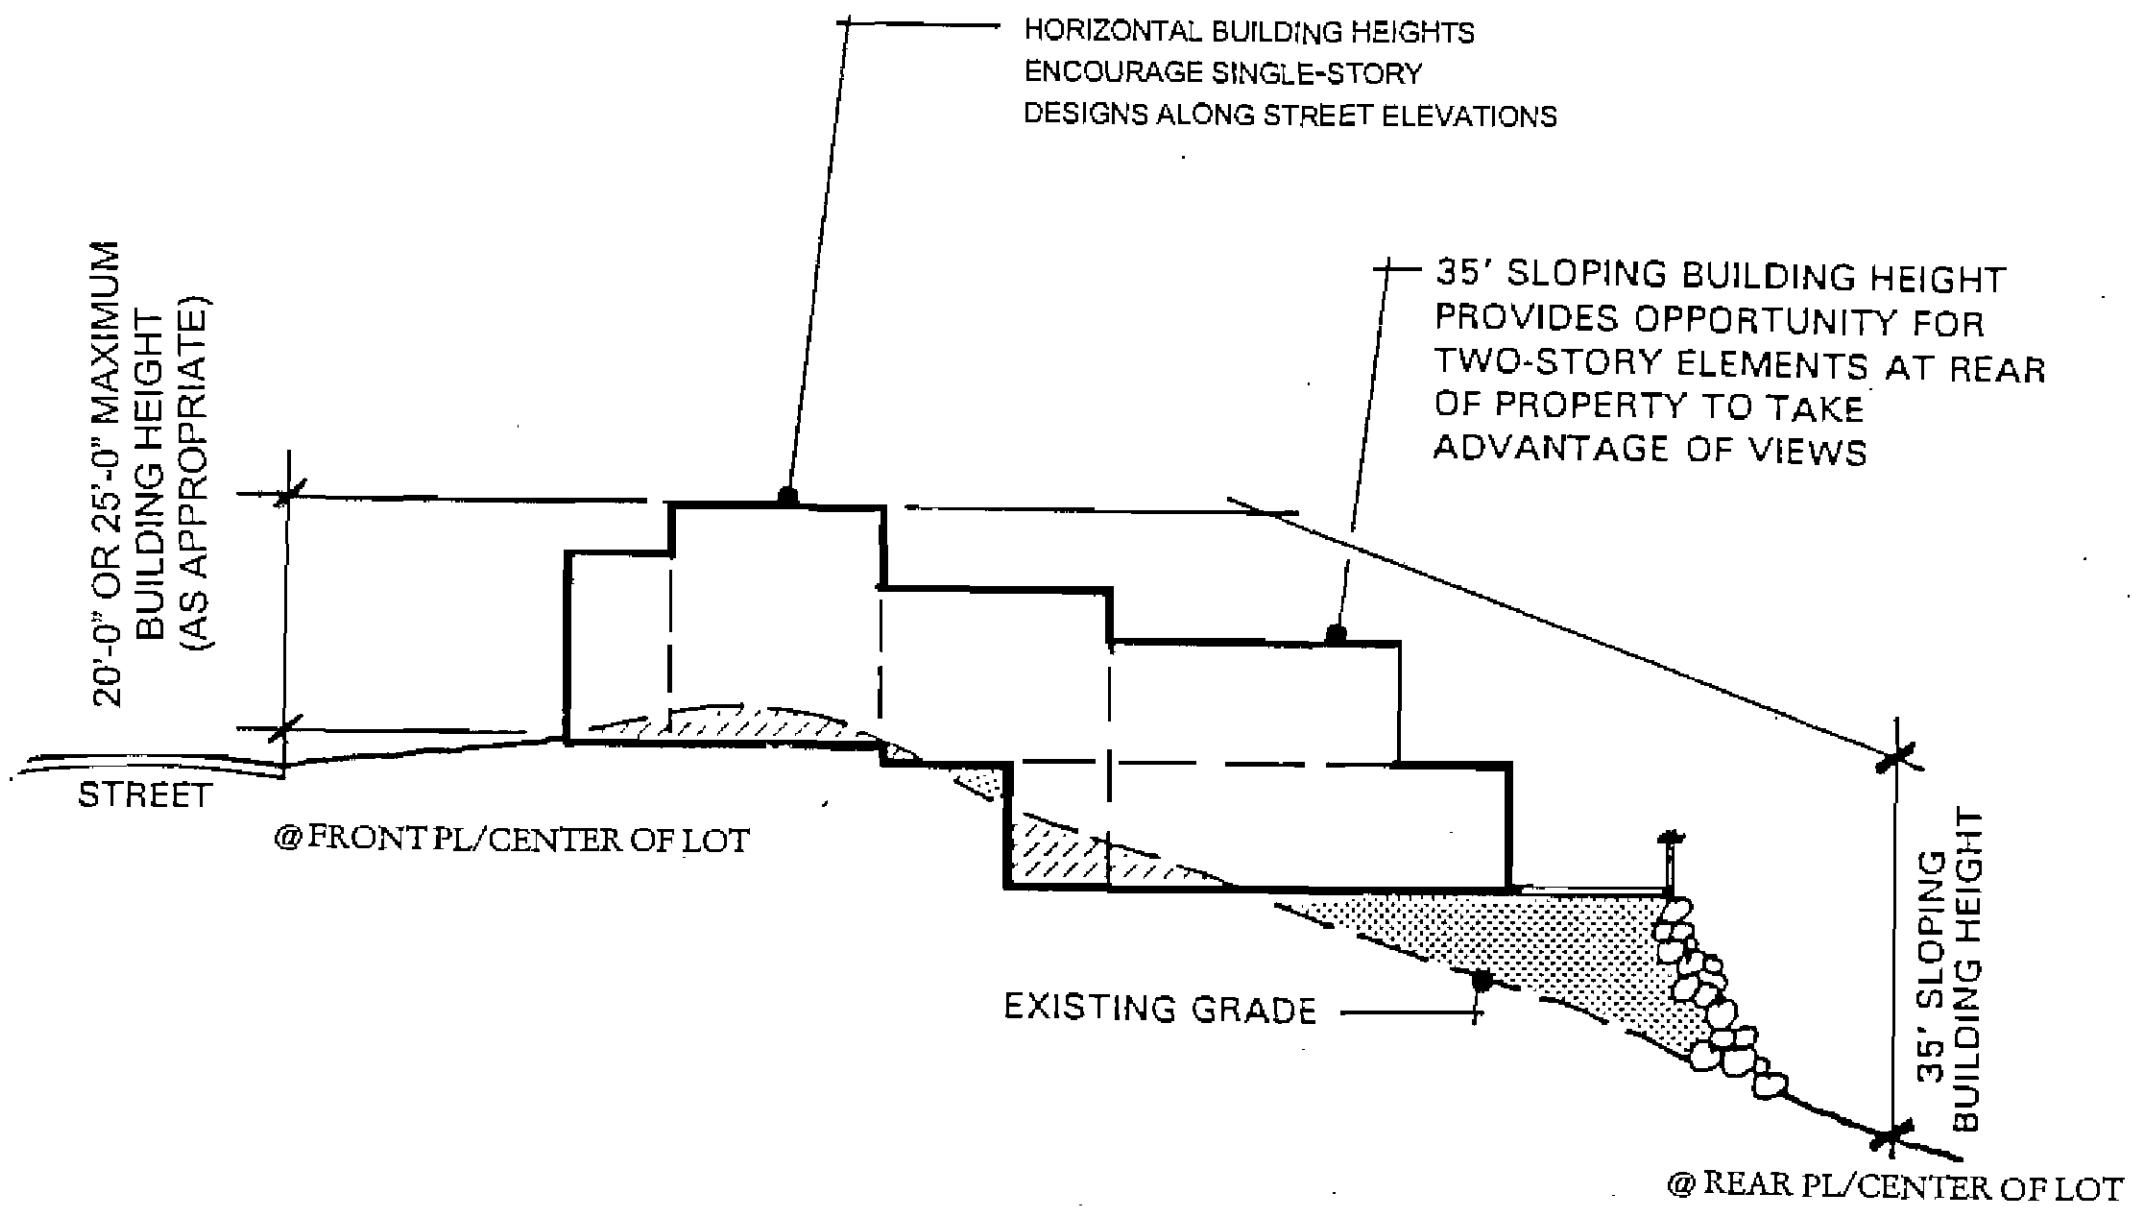 HORIZONTAL BUILDING HEIGHTS
ENCOURAGE SINGLE-STORY
DESIGNS ALONG STREET ELEVATIONS
35' SLOPING BUILDING HEIGHT
PROVIDES OPPORTUNITY FOR
TWO-STORY ELEMENTS AT REAR
OF PROPERTY TO TAKE
ADVANTAGE OF VIEWS
20'-0" OR 25'-0" MAXIMUM
BUILDING HEIGHT
(AS APPROPRIATE)
STREET
@ FRONT PL/CENTER OF LOT
EXISTING GRADE
35' SLOPING
BUILDING HEIGHT
@ REAR PL/CENTER OF LOT